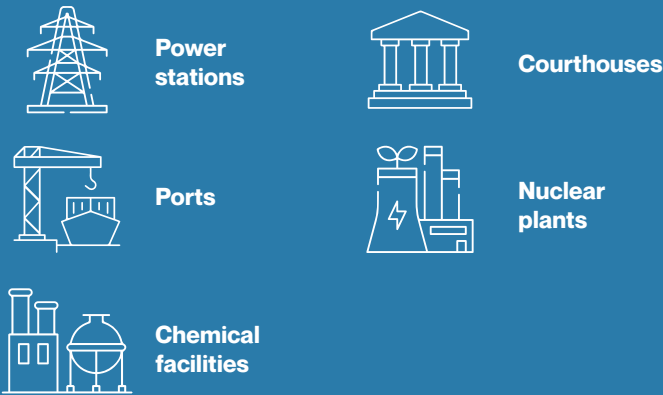 Power
stations
Courthouses
Ports
Nuclear
plants
Chemical
facilities